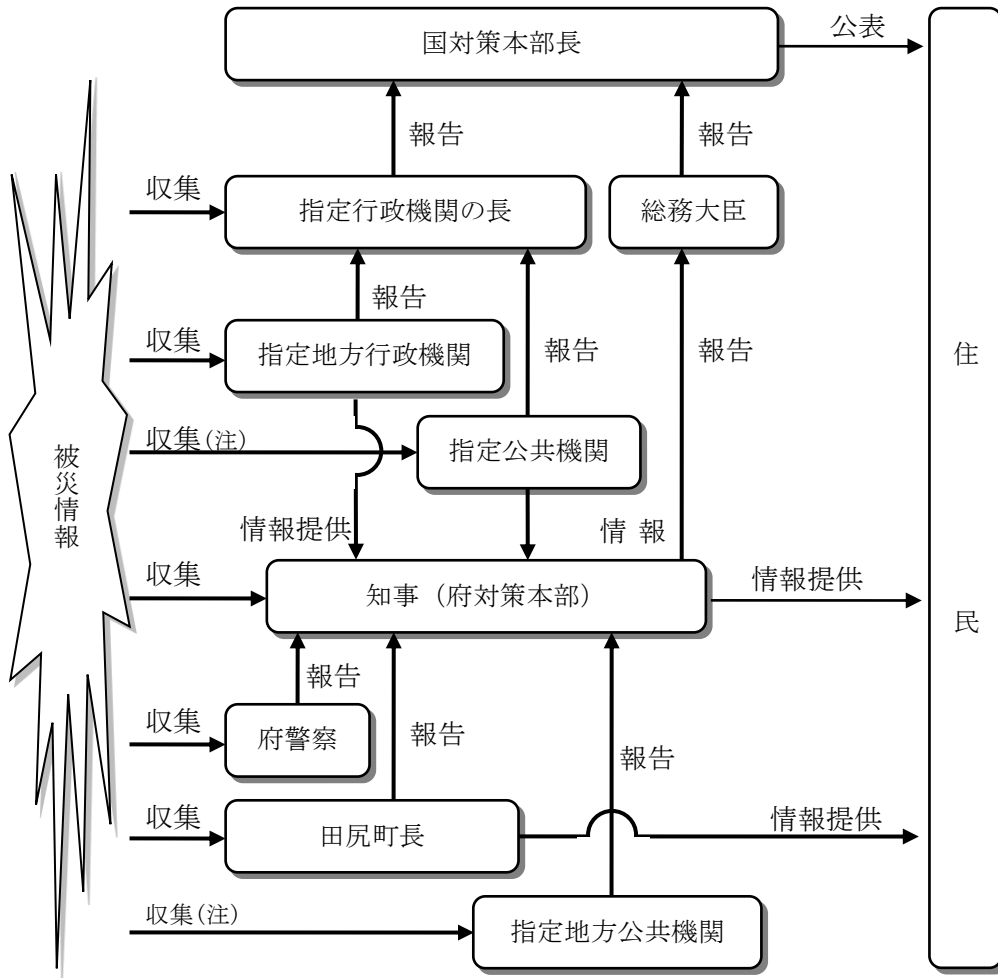 国対策本部長
公表
報告
報告
収集
指定行政機関の長
総務大臣
報告
収集
指定地方行政機関
報告
報告
住民
収集(注)
指定公共機関
被災情報
情報提供
情 報
収集
知事（府対策本部）
情報提供
報告
収集
府警察
報告
報告
収集
田尻町長
情報提供
収集(注)
指定地方公共機関